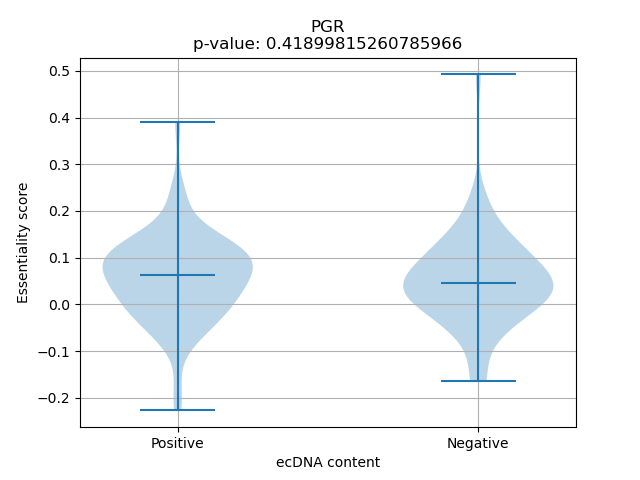 PGR
p-value: 0.41899815260785966
Essentiality score
0.5
0.4
0.3
0.2
0.1
0.0
−0.1
−0.2
Positive
Negative
ecDNA content